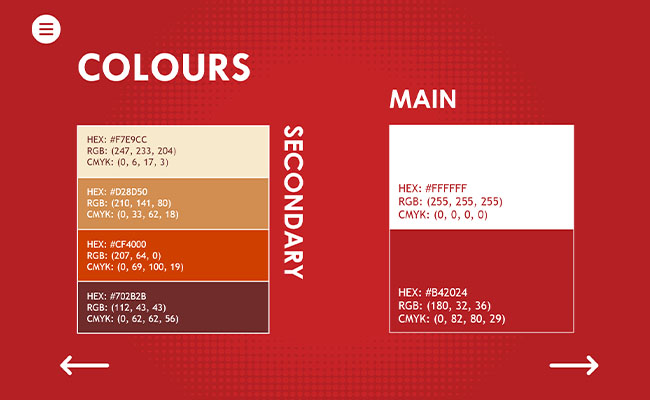 COLOURS
HEX: #F7E9CC
RGB: (247, 233, 204)
CMYK: (0, 6, 17, 3)
HEX: #D28D50
RGB: (210, 141, 80)
CMYK: (0, 33, 62, 18)
HEX: #CF4000
RGB: (207, 64, 0)
CMYK: (0, 69, 100, 19)
HEX: #702B2B
RGB: (112, 43, 43)
CMYK: (0, 62, 62, 56)
SECONDARY
MAIN
HEX: #FFFFFF
RGB: (255, 255, 255)
CMYK: (0, 0, 0, 0)
HEX: #B42024
RGB: (180, 32, 36)
CMYK: (0, 82, 80, 29)